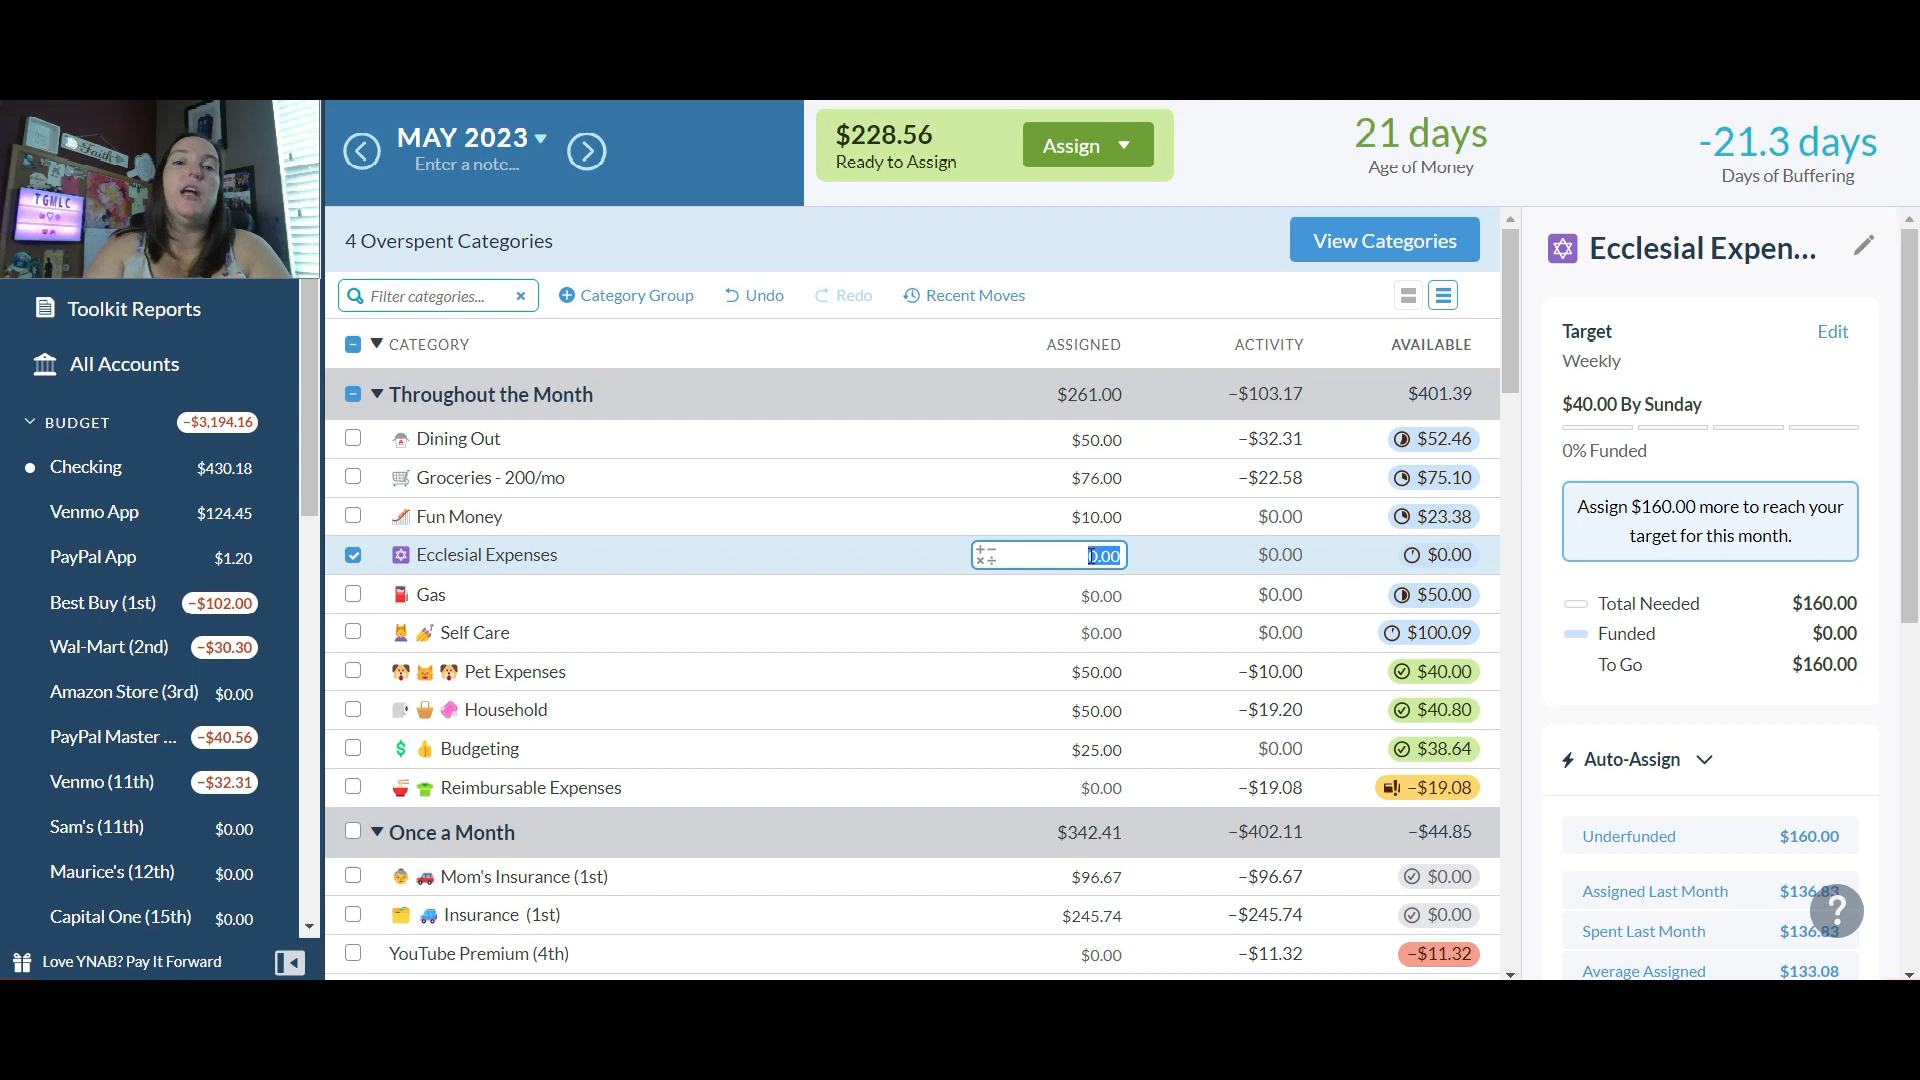 Faith
TGMLC
Toolkit Reports
All Accounts
BUDGET -$3,194.16
Checking $430.18
Venmo App $124.45
PayPal App $1.20
Best Buy (1st) -$102.00
Wal-Mart (2nd) -$30.30
Amazon Store (3rd) $0.00
PayPal Master ... -$40.56
Venmo (11th) -$32.31
Sam's (11th) $0.00
Maurice's (12th) $0.00
Capital One (15th) $0.00
Love YNAB? Pay It Forward
MAY 2023
Enter a note...
$228.56
Ready to Assign
Assign
21 days
Age of Money
-21.3 days
Days of Buffering
4 Overspent Categories
View Categories
Filter categories...
Category Group
Undo
Redo
Recent Moves
CATEGORY ASSIGNED ACTIVITY AVAILABLE
Throughout the Month $261.00 -$103.17 $401.39
Dining Out $50.00 -$32.31 $52.46
Groceries - 200/mo $76.00 -$22.58 $75.10
Fun Money $10.00 $0.00 $23.38
Ecclesial Expenses 0.00 $0.00 $0.00
Gas $0.00 $0.00 $50.00
Self Care $0.00 $0.00 $100.09
Pet Expenses $50.00 -$10.00 $40.00
Household $50.00 -$19.20 $40.80
Budgeting $25.00 $0.00 $38.64
Reimbursable Expenses $0.00 -$19.08 -$19.08
Once a Month $342.41 -$402.11 -$44.85
Mom's Insurance (1st) $96.67 -$96.67 $0.00
Insurance (1st) $245.74 -$245.74 $0.00
YouTube Premium (4th) $0.00 -$11.32 -$11.32
Ecclesial Expen...
Target Edit
Weekly
$40.00 By Sunday
0% Funded
Assign $160.00 more to reach your
target for this month.
Total Needed $160.00
Funded $0.00
To Go $160.00
Auto-Assign
Underfunded $160.00
Assigned Last Month $136.83
Spent Last Month $136.83
Average Assigned $133.08
?